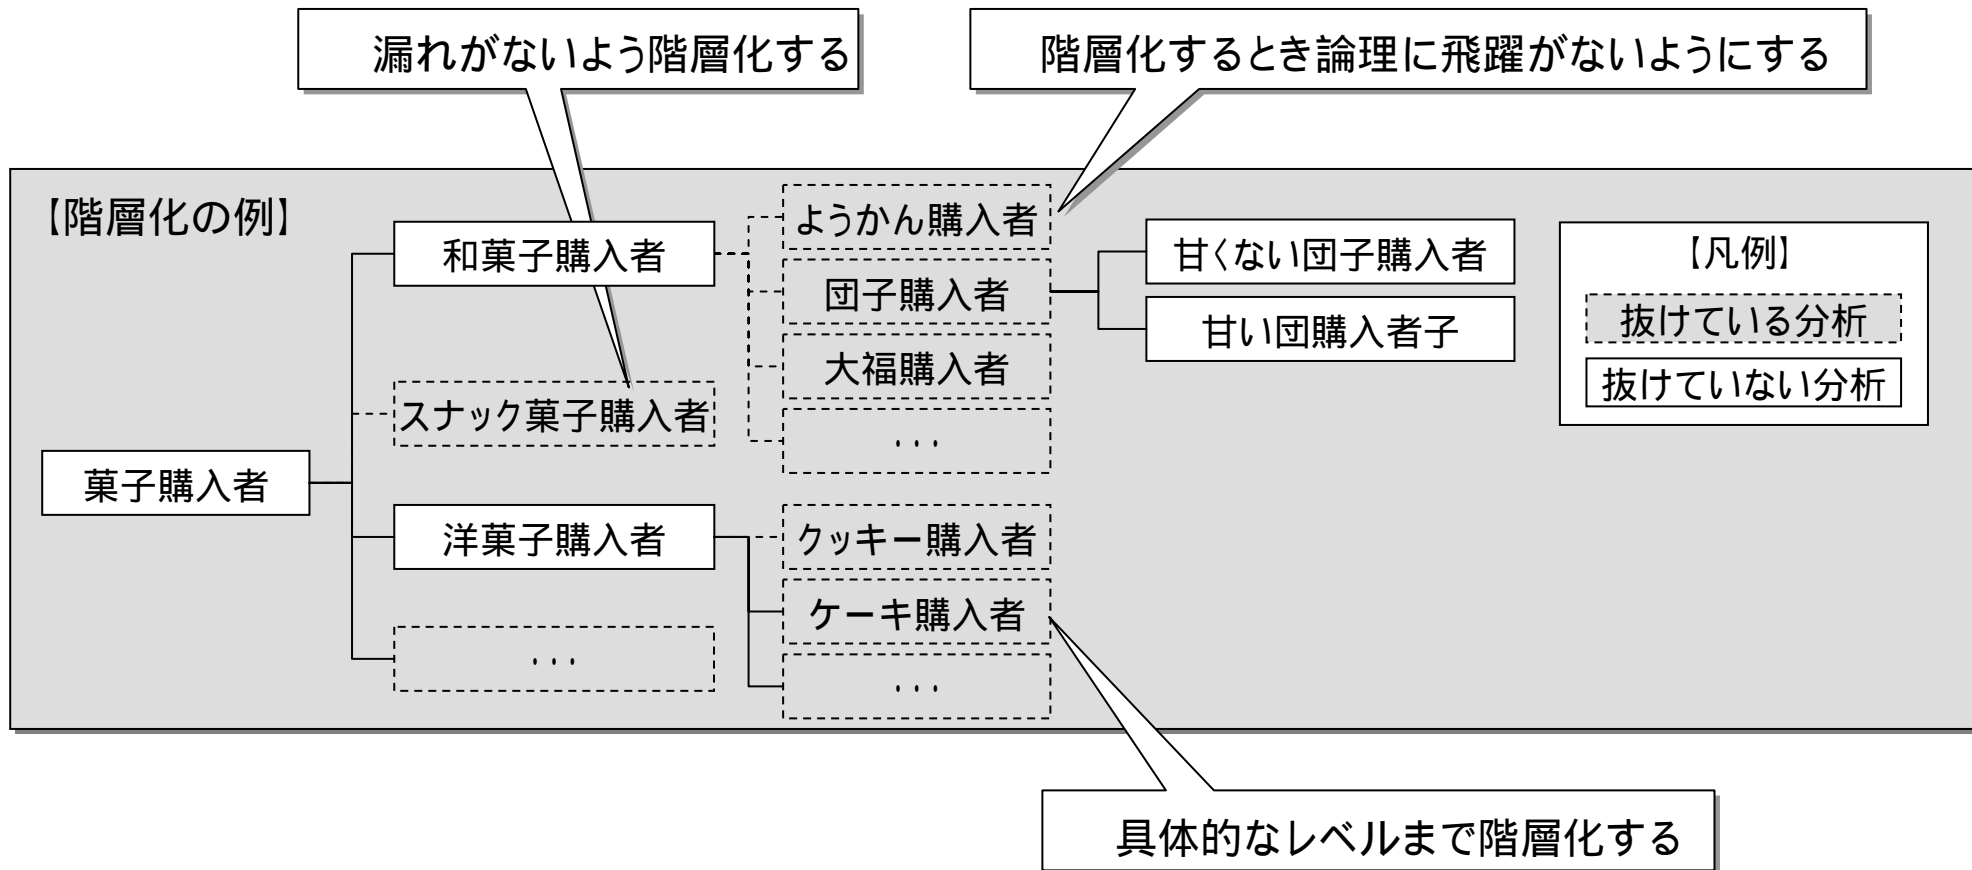 漏れがないよう階層化する
階層化するとき論理に飛躍がないようにする
【階層化の例】
和菓子購入者
スナック菓子購入者
菓子購入者
洋菓子購入者
・・・
ようかん購入者
団子購入者
大福購入者
・・・
クッキー購入者
ケーキ購入者
・・・
甘くない団子購入者
甘い団購入者子
【凡例】
抜けている分析
抜けていない分析
具体的なレベルまで階層化する